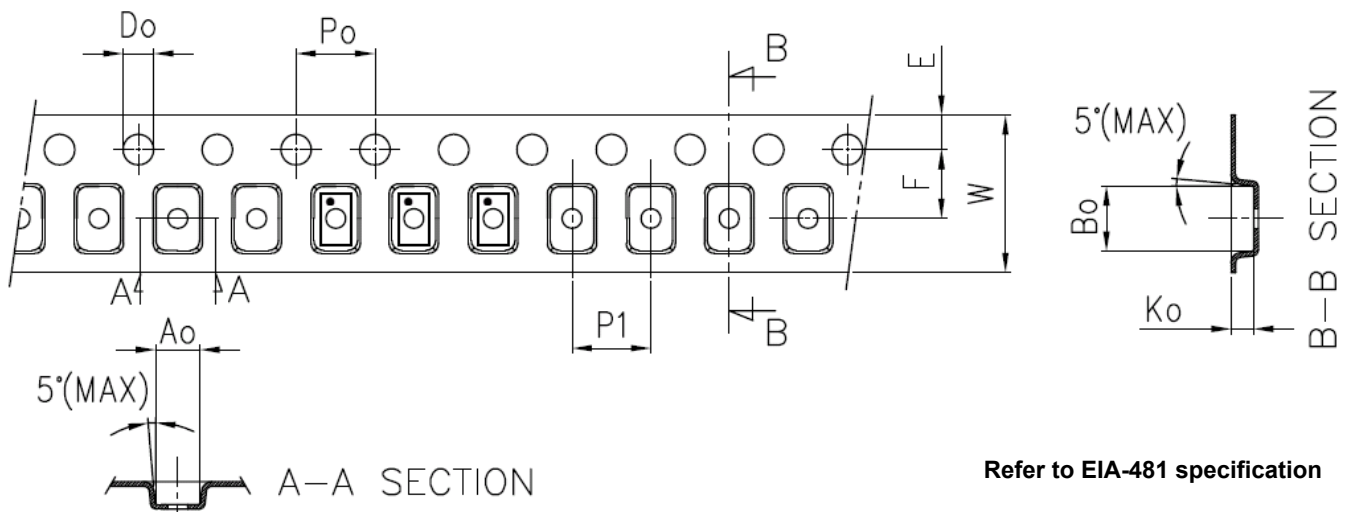 Do
Po
B
E
5°(MAX)
F
W
Bo
B-B SECTION
A
A
P1
B
Ko
Ao
5°(MAX)
A-A SECTION
Refer to EIA-481 specification